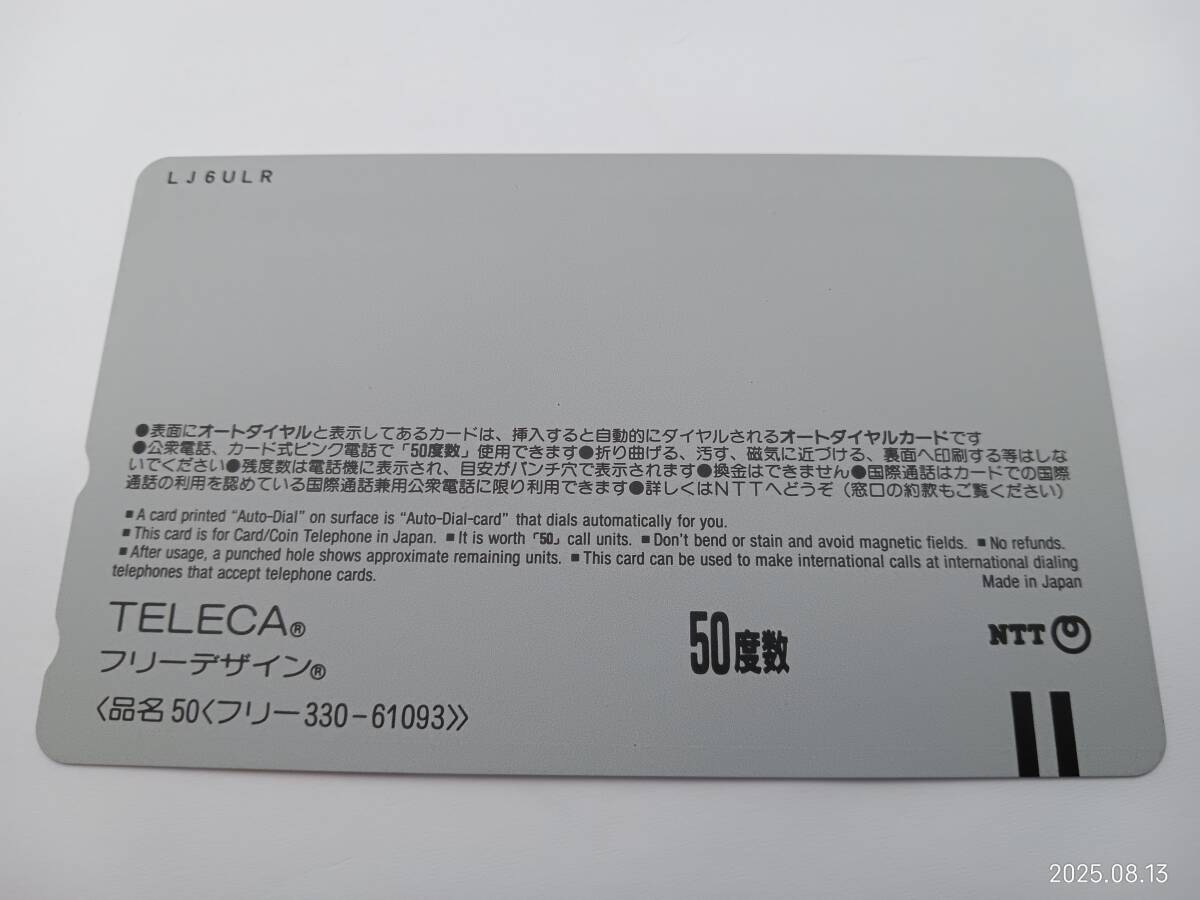 LJ6ULR
●表面にオートダイヤルと表示してあるカードは、挿入すると自動的にダイヤルされるオートダイヤルカードです
●公衆電話、カード式ピンク電話で「50度数」使用できます●折り曲げる、汚す、磁気に近づける、裏面へ印刷する等はしな
いでください●残度数は電話機に表示され、目安がパンチ穴で表示されます●換金はできません●国際通話はカードでの国際
通話の利用を認めている国際通話兼用公衆電話に限り利用できます●詳しくはNTTへどうぞ（窓口の約款もご覧ください）
■A card printed “Auto-Dial” on surface is “Auto-Dial-card” that dials automatically for you.
■This card is for Card/Coin Telephone in Japan. ■It is worth「50」call units. ■Don't bend or stain and avoid magnetic fields. ■No refunds.
■After usage, a punched hole shows approximate remaining units. ■This card can be used to make international calls at international dialing
telephones that accept telephone cards.
Made in Japan
TELECA®
フリーデザイン®
〈品名50〈フリー330-61093〉〉
50度数
NTT
2025.08.13